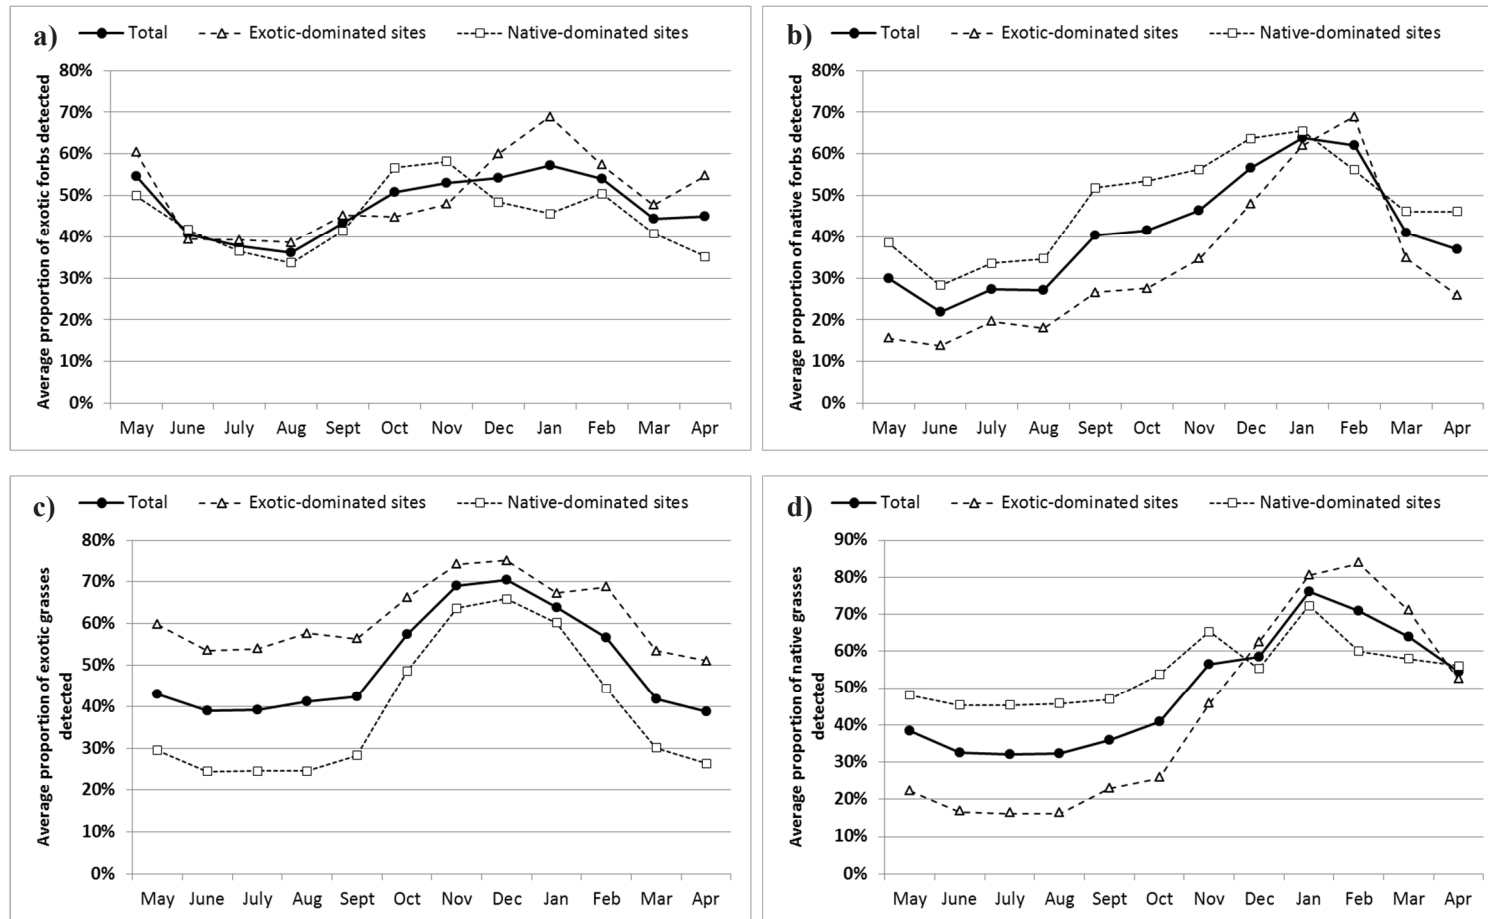 a)
Total Exotic-dominated sites Native-dominated sites
Average proportion of exotic forbs detected
80%
70%
60%
50%
40%
30%
20%
10%
0%
May June July Aug Sept Oct Nov Dec Jan Feb Mar Apr
b)
Total Exotic-dominated sites Native-dominated sites
Average proportion of native forbs detected
80%
70%
60%
50%
40%
30%
20%
10%
0%
May June July Aug Sept Oct Nov Dec Jan Feb Mar Apr
c)
Total Exotic-dominated sites Native-dominated sites
Average proportion of exotic grasses
detected
80%
70%
60%
50%
40%
30%
20%
10%
0%
May June July Aug Sept Oct Nov Dec Jan Feb Mar Apr
d)
Total Exotic-dominated sites Native-dominated sites
Average proportion of native grasses
detected
90%
80%
70%
60%
50%
40%
30%
20%
10%
0%
May June July Aug Sept Oct Nov Dec Jan Feb Mar Apr